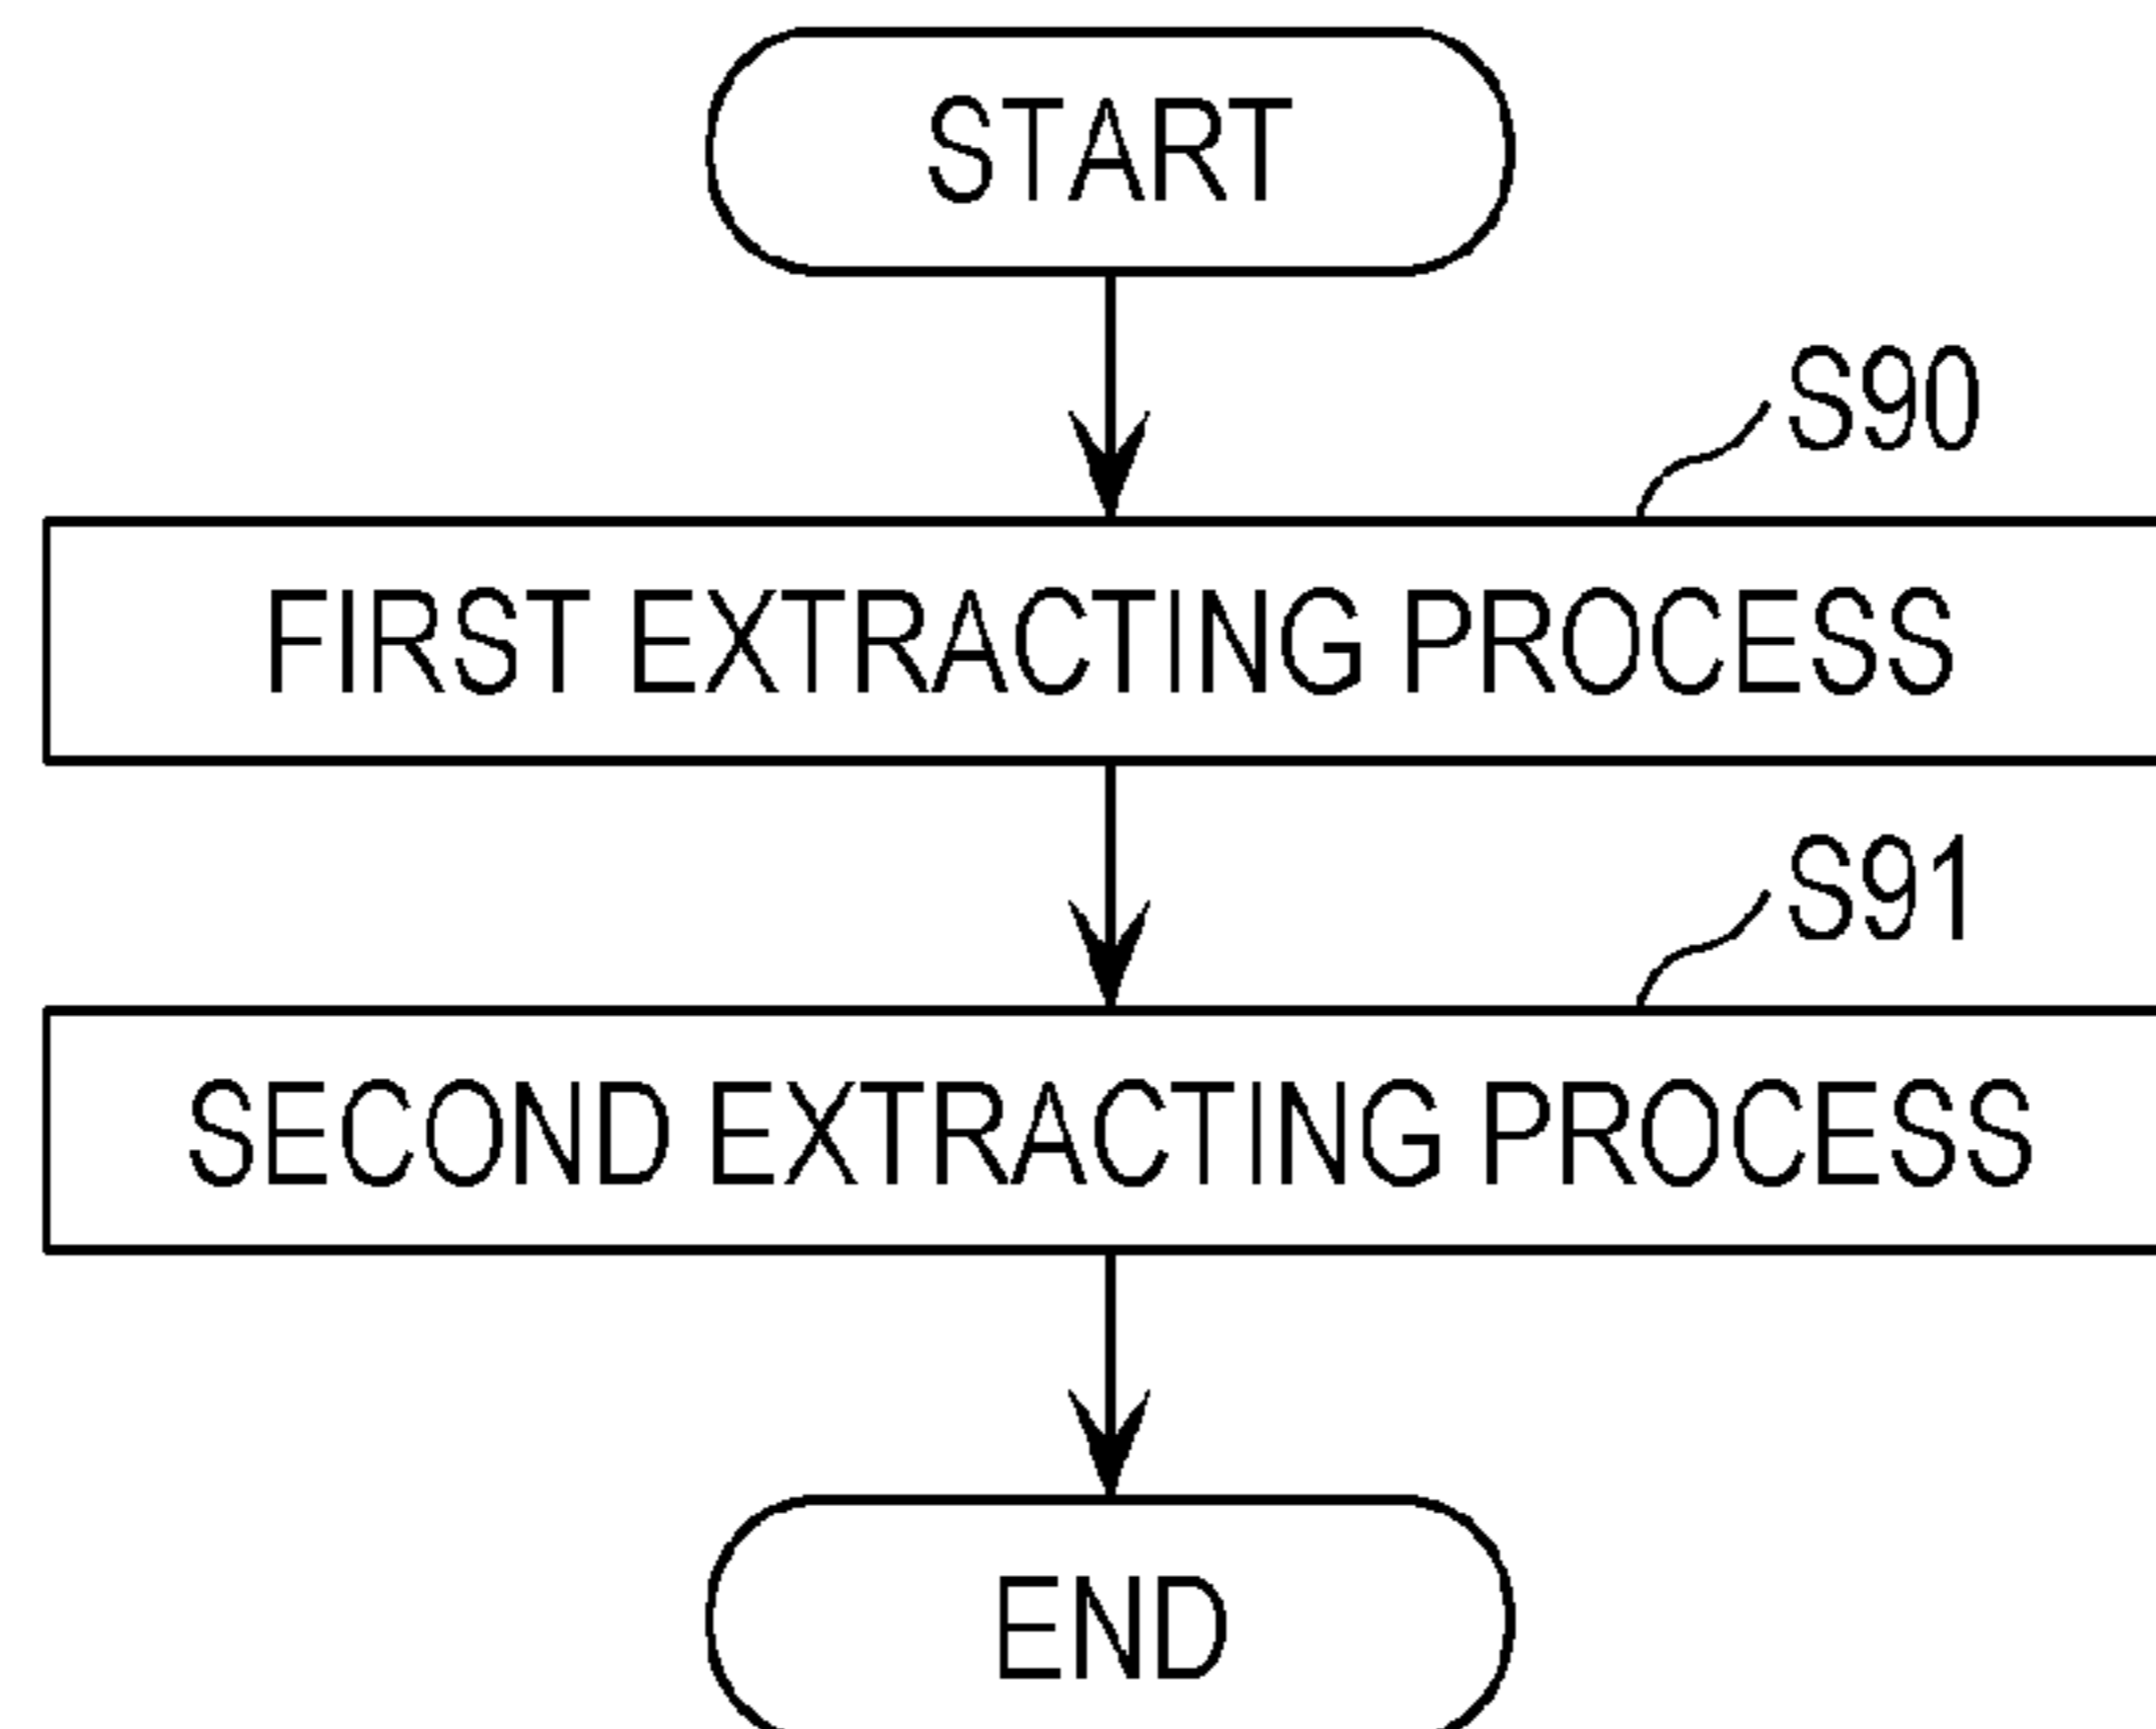 START
S90
FIRST EXTRACTING PROCESS
S91
SECOND EXTRACTING PROCESS
END